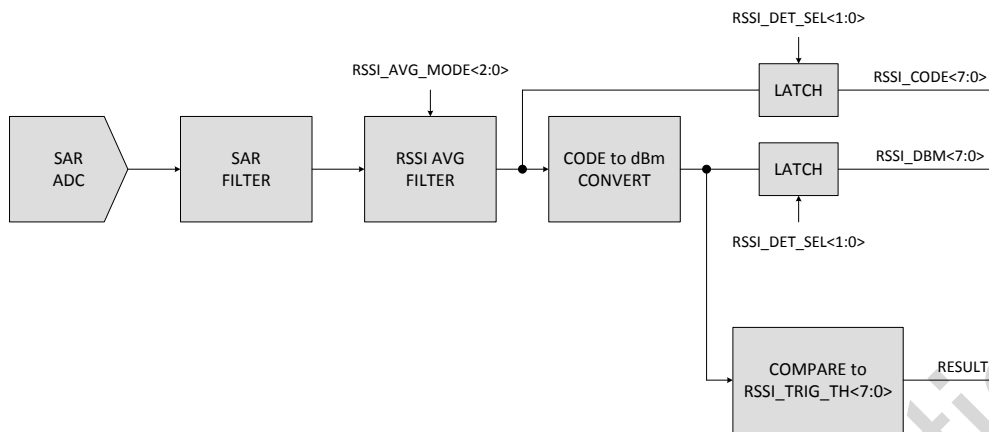 RSSI_DET_SEL<1:0>
RSSI_AVG_MODE<2:0>
LATCH
RSSI_CODE<7:0>
SAR
ADC
SAR
FILTER
RSSI AVG
FILTER
CODE to dBm
CONVERT
LATCH
RSSI_DBM<7:0>
RSSI_DET_SEL<1:0>
COMPARE to
RSSI_TRIG_TH<7:0>
RESULT